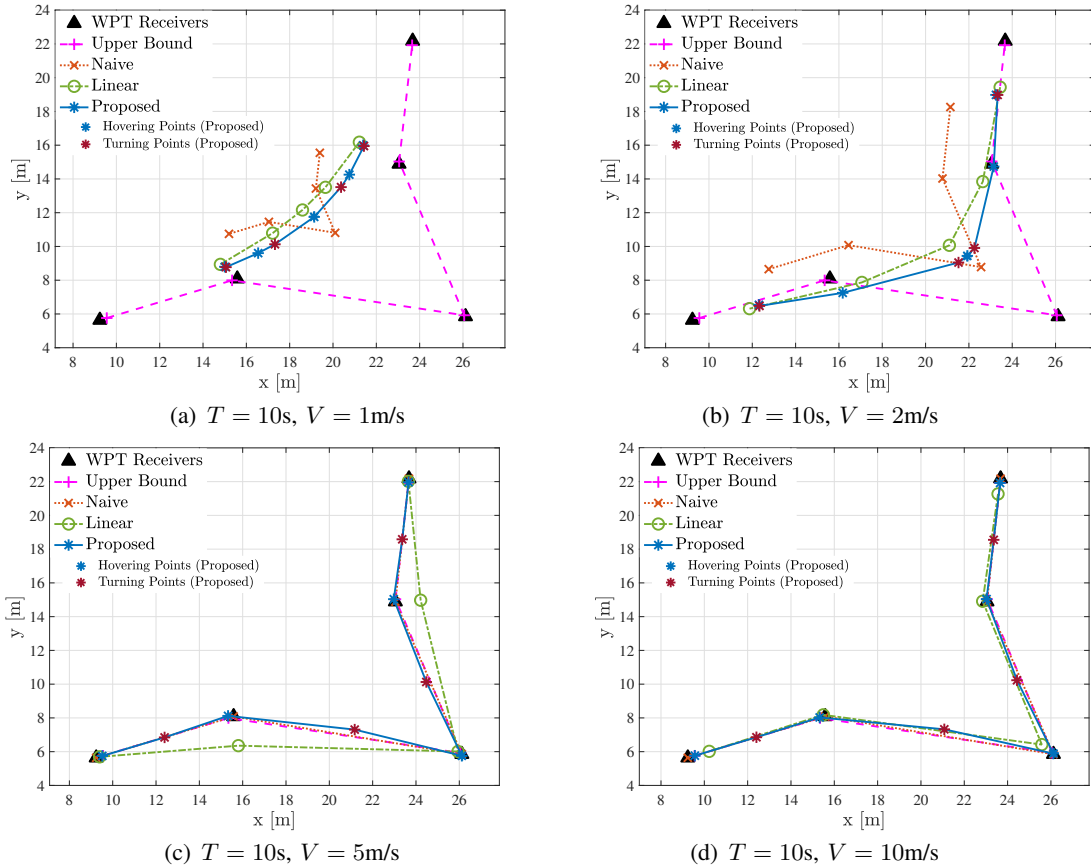 24
22
20
18
16
14
12
10
8
6
4
y [m]
WPT Receivers
Upper Bound
Naive
Linear
Proposed
Hovering Points (Proposed)
Turning Points (Proposed)
10 12 14 16 18 20 22 24 26
x [m]
(a) T = 10s, V = 1m/s
24
22
20
18
16
14
12
10
8
6
4
y [m]
WPT Receivers
Upper Bound
Naive
Linear
Proposed
Hovering Points (Proposed)
Turning Points (Proposed)
8 10 12 14 16 18 20 22 24 26
x [m]
(b) T = 10s, V = 2m/s
24
22
20
18
16
14
12
10
8
6
4
y [m]
WPT Receivers
Upper Bound
Naive
Linear
Proposed
Hovering Points (Proposed)
Turning Points (Proposed)
8 10 12 14 16 18 20 22 24 26
x [m]
(c) T = 10s, V = 5m/s
24
22
20
18
16
14
12
10
8
6
4
y [m]
WPT Receivers
Upper Bound
Naive
Linear
Proposed
Hovering Points (Proposed)
Turning Points (Proposed)
8 10 12 14 16 18 20 22 24 26
x [m]
(d) T = 10s, V = 10m/s